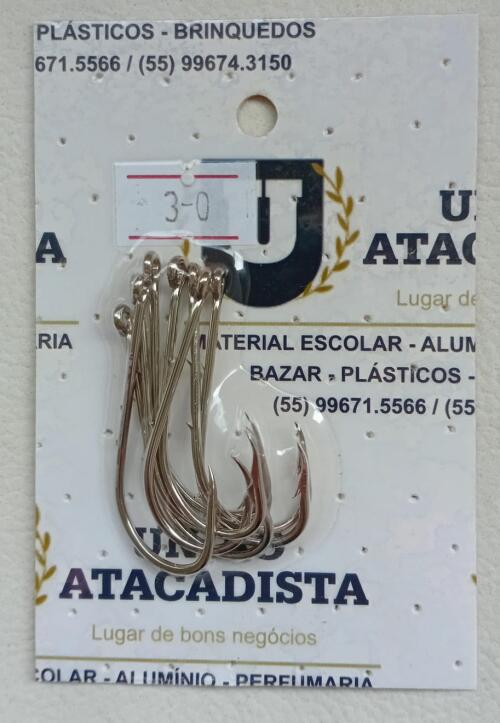 PLÁSTICOS - BRINQUEDOS
671.5566 / (55) 99674.3150
3-0
U
A
ATAC
Lugar de
ARIA
MATERIAL ESCOLAR - ALUM
BAZAR - PLÁSTICOS -
(55) 99671.5566 / (55
ATACADISTA
Lugar de bons negócios
COLAR - ALUMÍNIO - PERFUMARIA